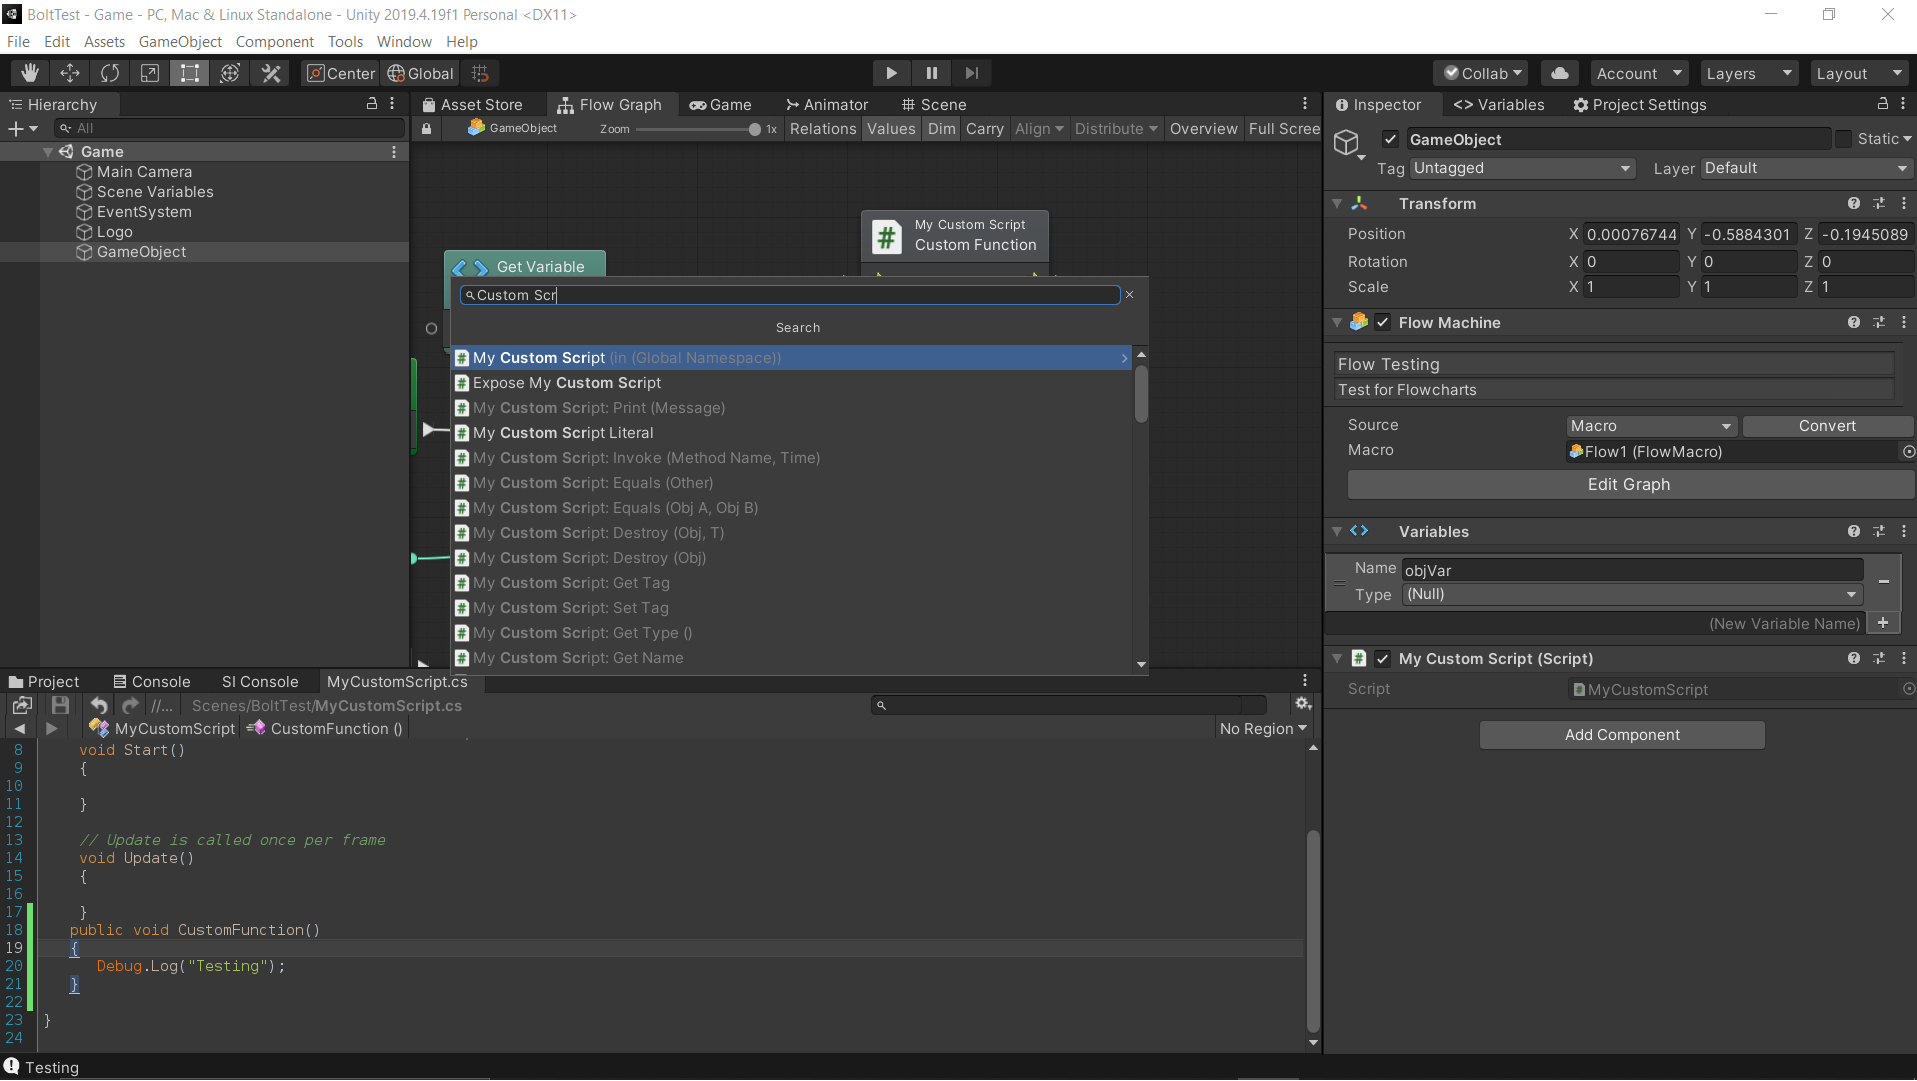 BoltTest - Game - PC, Mac & Linux Standalone - Unity 2019.4.19f1 Personal <DX11>
File Edit Assets GameObject Component Tools Window Help
Center Global Collab Account Layers Layout
Hierarchy
All
Game
Main Camera
Scene Variables
EventSystem
Logo
GameObject
Asset Store Flow Graph Game Animator Scene
GameObject Zoom 1x Relations Values Dim Carry Align Distribute Overview Full Scree
My Custom Script
Custom Function
Get Variable
Custom Scr
Search
My Custom Script (in (Global Namespace))
Expose My Custom Script
My Custom Script: Print (Message)
My Custom Script Literal
My Custom Script: Invoke (Method Name, Time)
My Custom Script: Equals (Other)
My Custom Script: Equals (Obj A, Obj B)
My Custom Script: Destroy (Obj, T)
My Custom Script: Destroy (Obj)
My Custom Script: Get Tag
My Custom Script: Set Tag
My Custom Script: Get Type ()
My Custom Script: Get Name
Inspector <> Variables Project Settings
GameObject Static
Tag Untagged Layer Default
Transform
Position X 0.00076744 Y -0.5884301 Z -0.1945089
Rotation X 0 Y 0 Z 0
Scale X 1 Y 1 Z 1
Flow Machine
Flow Testing
Test for Flowcharts
Source Macro Convert
Macro Flow1 (FlowMacro)
Edit Graph
Variables
Name objVar
Type (Null)
(New Variable Name)
My Custom Script (Script)
Script MyCustomScript
Add Component
Project Console SI Console MyCustomScript.cs
//... Scenes/BoltTest/MyCustomScript.cs
MyCustomScript CustomFunction () No Region
8 void Start()
9 {
10
11 }
12
13 // Update is called once per frame
14 void Update()
15 {
16
17 }
18 public void CustomFunction()
19 {
20 Debug.Log("Testing");
21 }
22
23 }
24
Testing